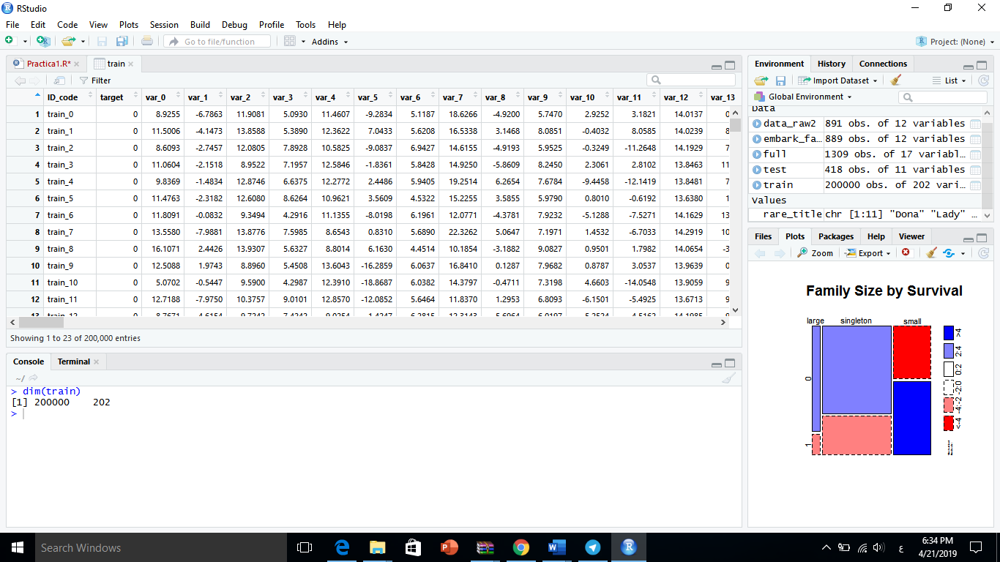 RStudio
File Edit Code View Plots Session Build Debug Profile Tools Help
Go to file/function Addins Project: (None)
Practica1.R* train
Filter
ID_code target var_0 var_1 var_2 var_3 var_4 var_5 var_6 var_7 var_8 var_9 var_10 var_11 var_12 var_13
1 train_0 0 8.9255 -6.7863 11.9081 5.0930 11.4607 -9.2834 5.1187 18.6266 -4.9200 5.7470 2.9252 3.1821 14.0137 0
2 train_1 0 11.5006 -4.1473 13.8588 5.3890 12.3622 7.0433 5.6208 16.5338 3.1468 8.0851 -0.4032 8.0585 14.0239 8
3 train_2 0 8.6093 -2.7457 12.0805 7.8928 10.5825 -9.0837 6.9427 14.6155 -4.9193 5.9525 -0.3249 -11.2648 14.1929 7
4 train_3 0 11.0604 -2.1518 8.9522 7.1957 12.5846 -1.8361 5.8428 14.9250 -5.8609 8.2450 2.3061 2.8102 13.8463 11
5 train_4 0 9.8369 -1.4834 12.8746 6.6375 12.2772 2.4486 5.9405 19.2514 6.2654 7.6784 -9.4458 -12.1419 13.8481 7
6 train_5 0 11.4763 -2.3182 12.6080 8.6264 10.9621 3.5609 4.5322 15.2255 3.5855 5.9790 0.8010 -0.6192 13.6380 1
7 train_6 0 11.8091 -0.0832 9.3494 4.2916 11.1355 -8.0198 6.1961 12.0771 -4.3781 7.9232 -5.1288 -7.5271 14.1629 13
8 train_7 0 13.5580 -7.9881 13.8776 7.5985 8.6543 0.8310 5.6890 22.3262 5.0647 7.1971 1.4532 -6.7033 14.2919 10
9 train_8 0 16.1071 2.4426 13.9307 5.6327 8.8014 6.1630 4.4514 10.1854 -3.1882 9.0827 0.9501 1.7982 14.0654 -3
10 train_9 0 12.5088 1.9743 8.8960 5.4508 13.6043 -16.2859 6.0637 16.8410 0.1287 7.9682 0.8787 3.0537 13.9639 0
11 train_10 0 5.0702 -0.5447 9.5900 4.2987 12.3910 -18.8687 6.0382 14.3797 -0.4711 7.3198 4.6603 -14.0548 13.9059 9
12 train_11 0 12.7188 -7.9750 10.3757 9.0101 12.8570 -12.0852 5.6464 11.8370 1.2953 6.8093 -6.1501 -5.4925 13.6713 9
Showing 1 to 23 of 200,000 entries
Console Terminal
~/
> dim(train)
[1] 200000    202
>
Environment History Connections
Import Dataset List
Global Environment
Data
data_raw2 891 obs. of 12 variables
embark_fa… 889 obs. of 12 variables
full 1309 obs. of 17 variabl…
test 418 obs. of 11 variables
train 200000 obs. of 202 vari…
Values
rare_title chr [1:11] "Dona" "Lady" …
Files Plots Packages Help Viewer
Zoom Export
Family Size by Survival
large singleton small
0
1
>4
2:4
0:2
-2:0
-4:-2
<-4
Search Windows
ع
6:34 PM
4/21/2019